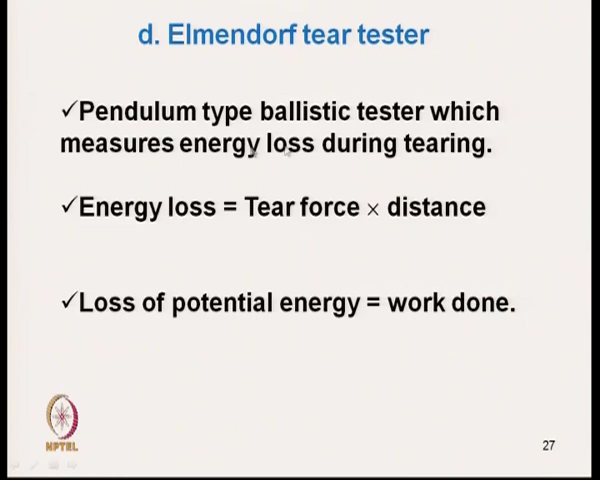 d. Elmendorf tear tester
✓Pendulum type ballistic tester which
measures energy loss during tearing.
✓Energy loss = Tear force × distance
✓Loss of potential energy = work done.
NPTEL
27